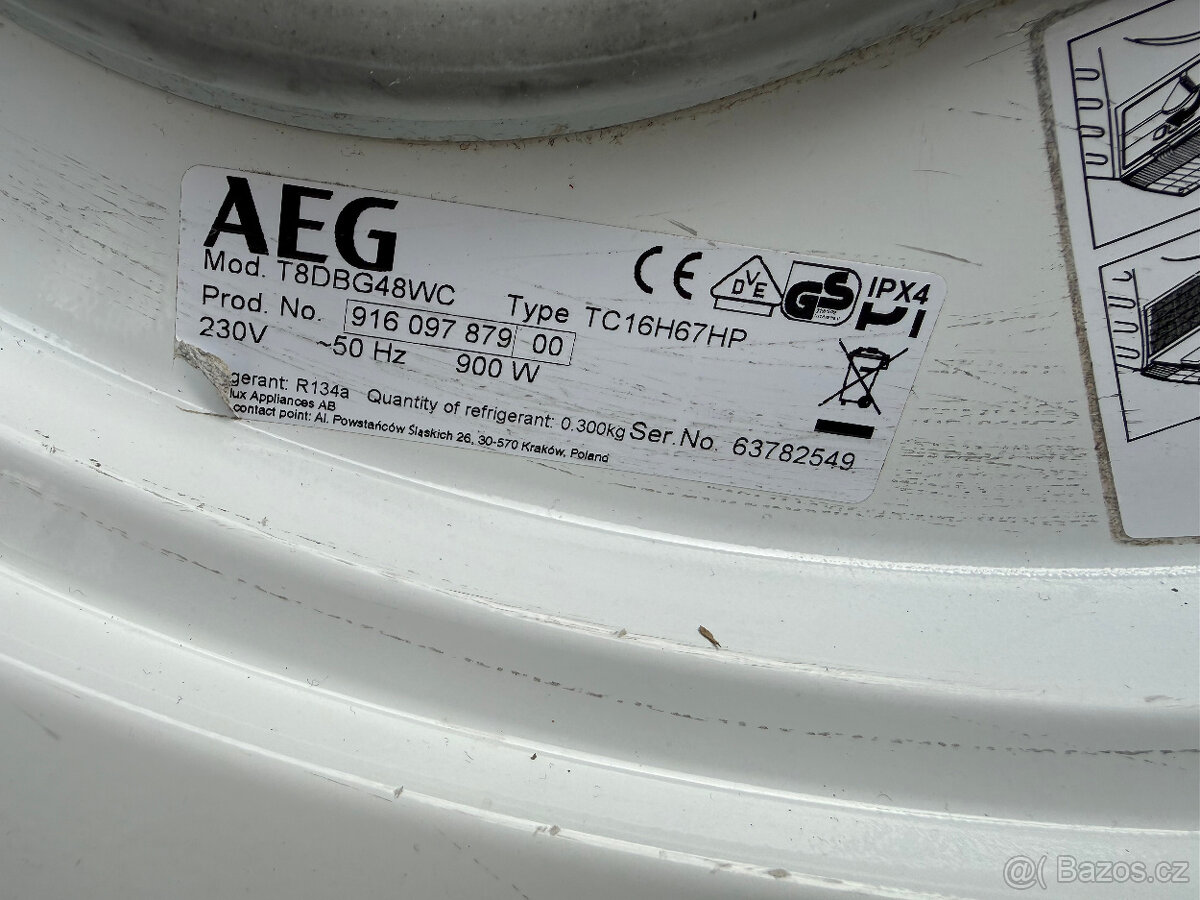 AEG
Mod. T8DBG48WC
Prod. No. 916 097 879 00
Type TC16H67HP
230V ~50 Hz 900 W
gerant: R134a Quantity of refrigerant: 0.300kg Ser.No. 63782549
lux Appliances AB
contact point: Al. Powstańców Śląskich 26, 30-570 Kraków, Poland
CE
DVE
GS
IPX4
@( Bazos.cz